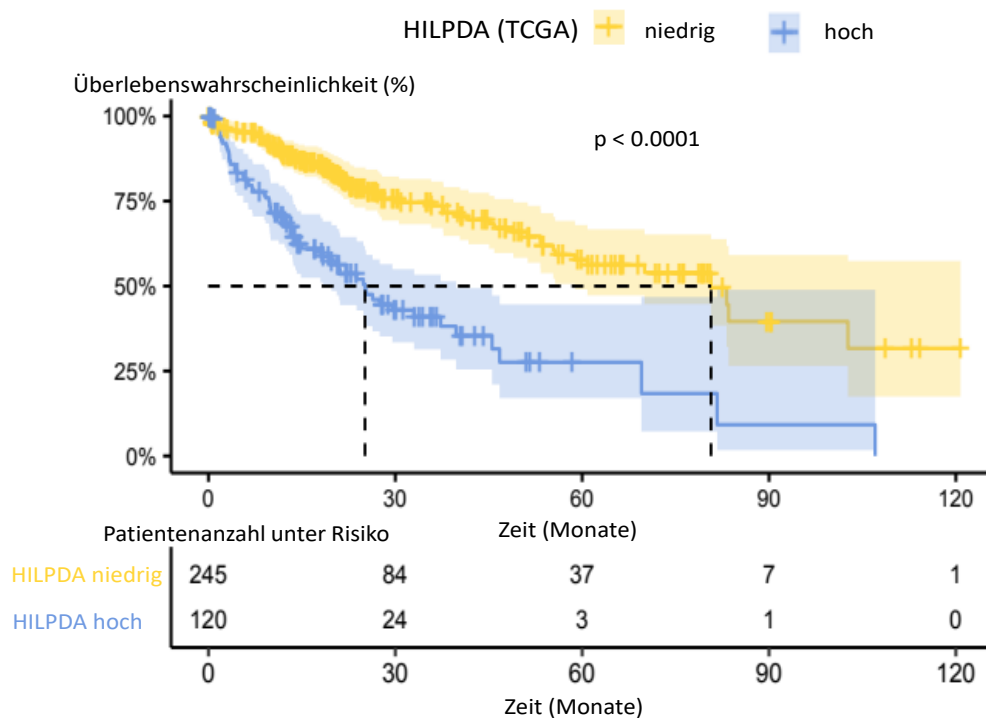 HILPDA (TCGA) niedrig hoch
Überlebenswahrscheinlichkeit (%)
100%
p < 0.0001
75%
50%
25%
0%
0 30 60 90 120
Zeit (Monate)
Patientenanzahl unter Risiko
HILPDA niedrig 245 84 37 7 1
HILPDA hoch 120 24 3 1 0
0 30 60 90 120
Zeit (Monate)